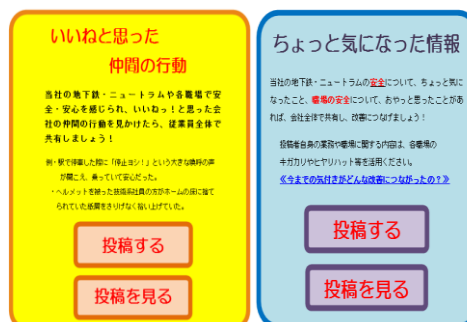 いいねと思った
仲間の行動
当社の地下鉄・ニュートラムや各職場で安
全・安心を感じられ、いいねっ！と思った会
社の仲間の行動を見かけたら、従業員全体で
共有しましょう！
例・駅で停車した際に「停止ヨシ！」という大きな喚呼の声
が聞こえ、乗っていて安心だった。
・ヘルメットを被った技術系社員の方がホームの床に捨て
られていた紙屑をさりげなく拾い上げていた。
投稿する
投稿を見る
ちょっと気になった情報
当社の地下鉄・ニュートラムの安全について、ちょっと気に
なったこと、職場の安全について、おやっと思ったことがあ
れば、会社全体で共有し、改善につなげましょう！
投稿者自身の業務や職場に関する内容は、各職場の
キガカリやヒヤリハット等を活用ください。
≪今までの気付きがどんな改善につながったの？≫
投稿する
投稿を見る